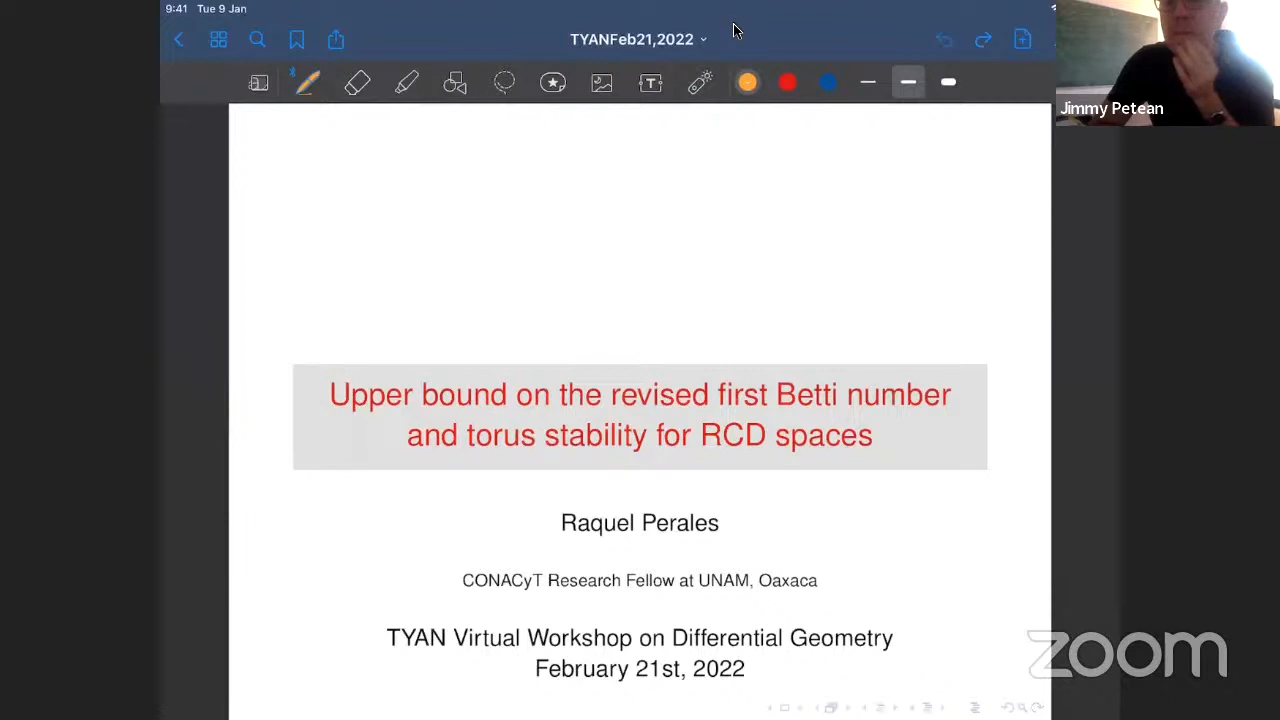 9:41 Tue 9 Jan
TYANFeb21,2022
T
Jimmy Petean
Upper bound on the revised first Betti number
and torus stability for RCD spaces
Raquel Perales
CONACyT Research Fellow at UNAM, Oaxaca
TYAN Virtual Workshop on Differential Geometry
February 21st, 2022
zoom